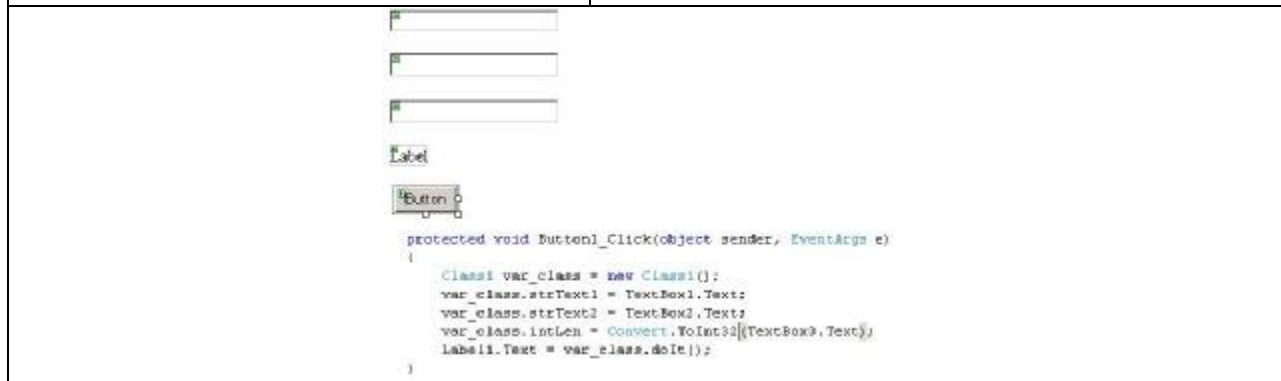 Label
Button
protected void Button1_Click(object sender, EventArgs e)
{
Class1 var_class = new Class1();
var_class.strText1 = TextBox1.Text;
var_class.strText2 = TextBox2.Text;
var_class.intLen = Convert.ToInt32(TextBox3.Text);
Label1.Text = var_class.doIt();
}